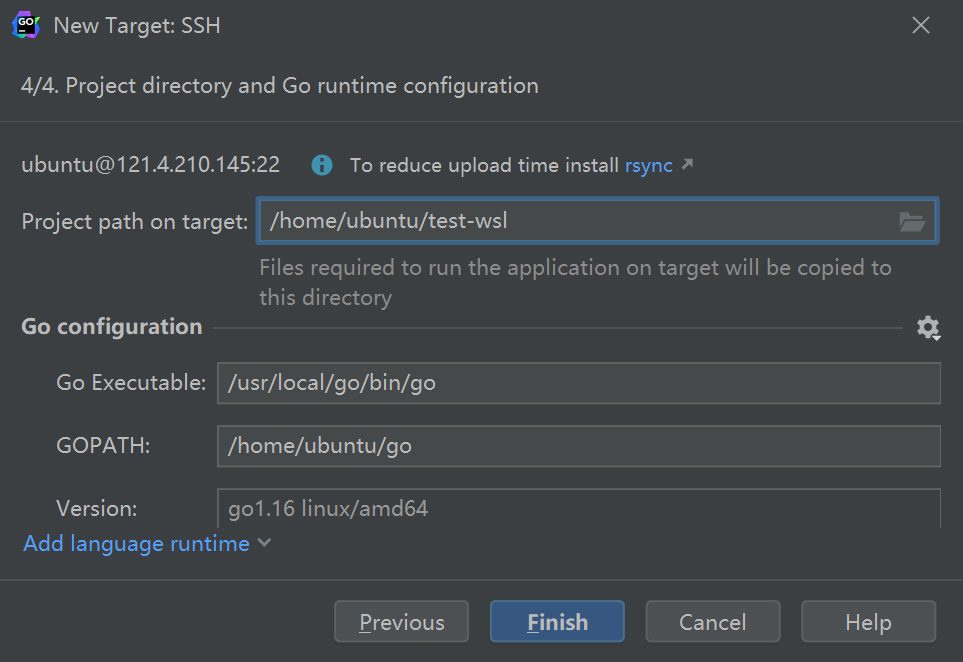 GO
New Target: SSH
4/4. Project directory and Go runtime configuration
ubuntu@121.4.210.145:22 To reduce upload time install rsync
Project path on target: /home/ubuntu/test-wsl
Files required to run the application on target will be copied to
this directory
Go configuration
Go Executable: /usr/local/go/bin/go
GOPATH: /home/ubuntu/go
Version: go1.16 linux/amd64
Add language runtime
Previous Finish Cancel Help